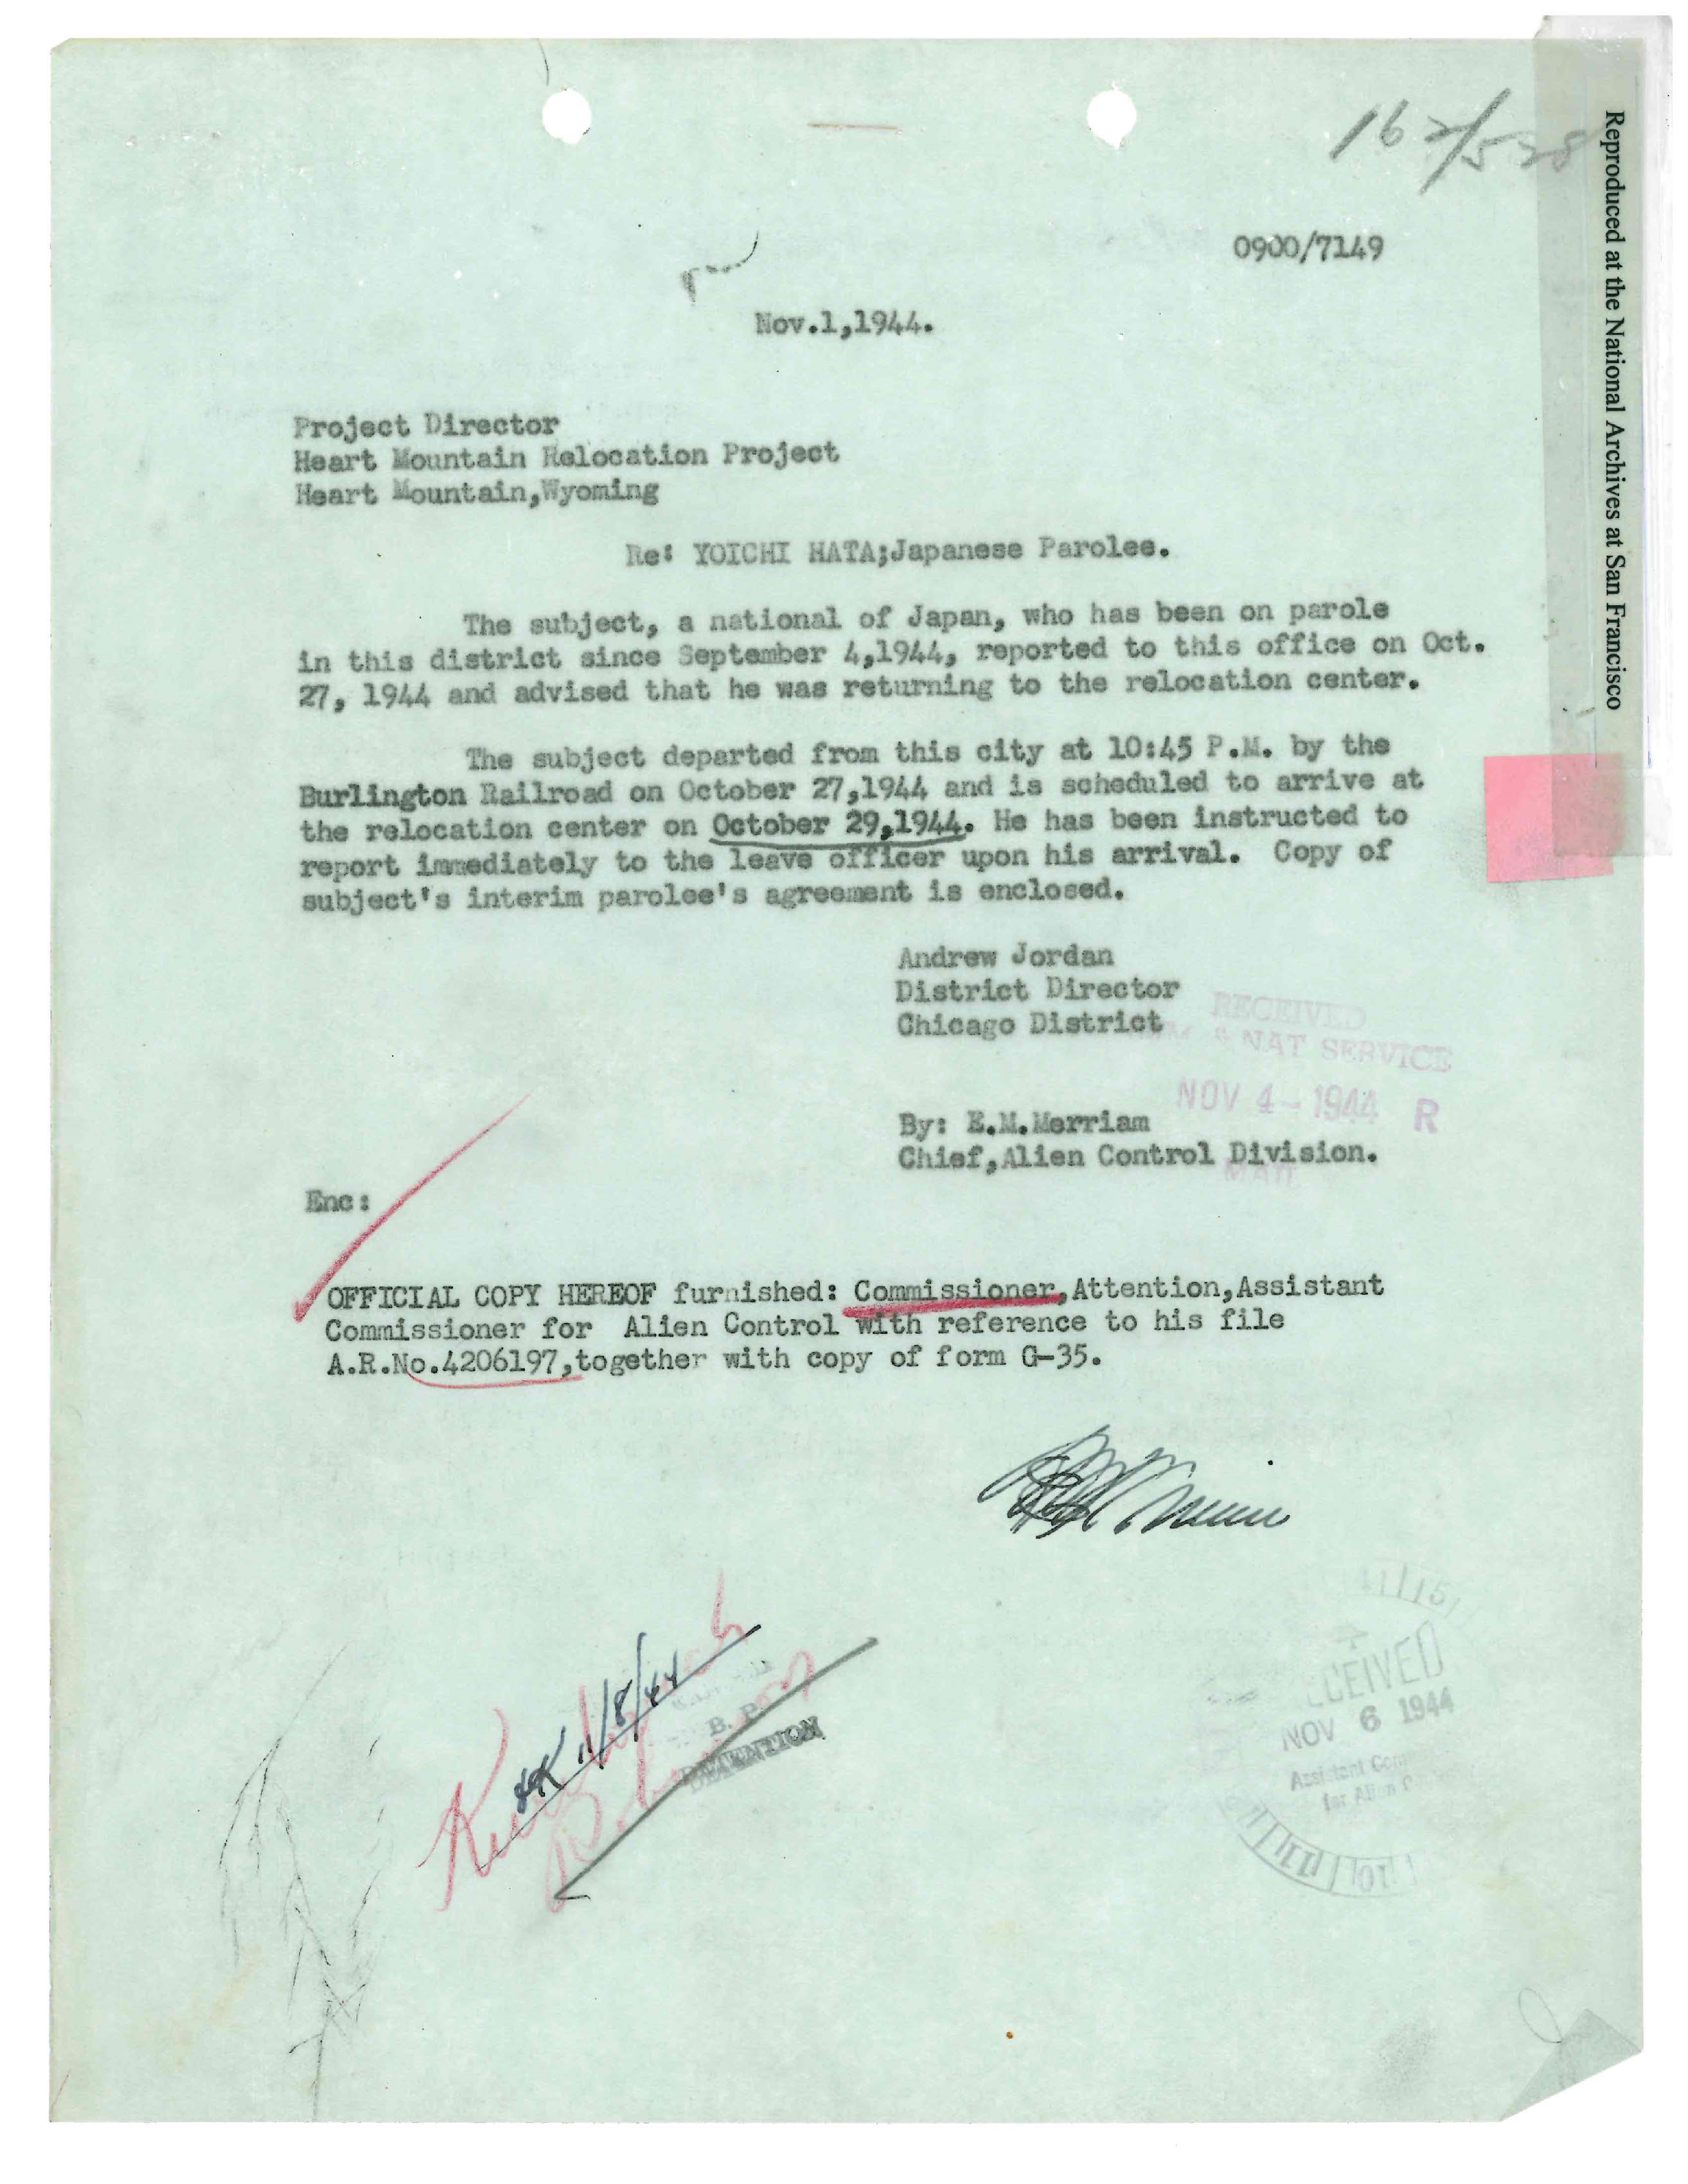 162/528
0900/7149
Nov.1,1944.
Project Director
Heart Mountain Relocation Project
Heart Mountain,Wyoming
Re: YOICHI HATA;Japanese Parolee.
The subject, a national of Japan, who has been on parole
in this district since September 4,1944, reported to this office on Oct.
27, 1944 and advised that he was returning to the relocation center.
The subject departed from this city at 10:45 P.M. by the
Burlington Railroad on October 27,1944 and is scheduled to arrive at
the relocation center on October 29,1944. He has been instructed to
report immediately to the leave officer upon his arrival. Copy of
subject's interim parolee's agreement is enclosed.
Andrew Jordan
District Director
Chicago District
RECEIVED
& NAT SERVICE
NOV 4-1944 R
MAIL
By: E.M.Merriam
Chief,Alien Control Division.
Enc:
OFFICIAL COPY HEREOF furnished: Commissioner,Attention,Assistant
Commissioner for Alien Control with reference to his file
A.R.No.4206197,together with copy of form G-35.
11/8/44
B. P.
DETENTION
RECEIVED
NOV 6 1944
Assistant
for
Reproduced at the National Archives at San Francisco